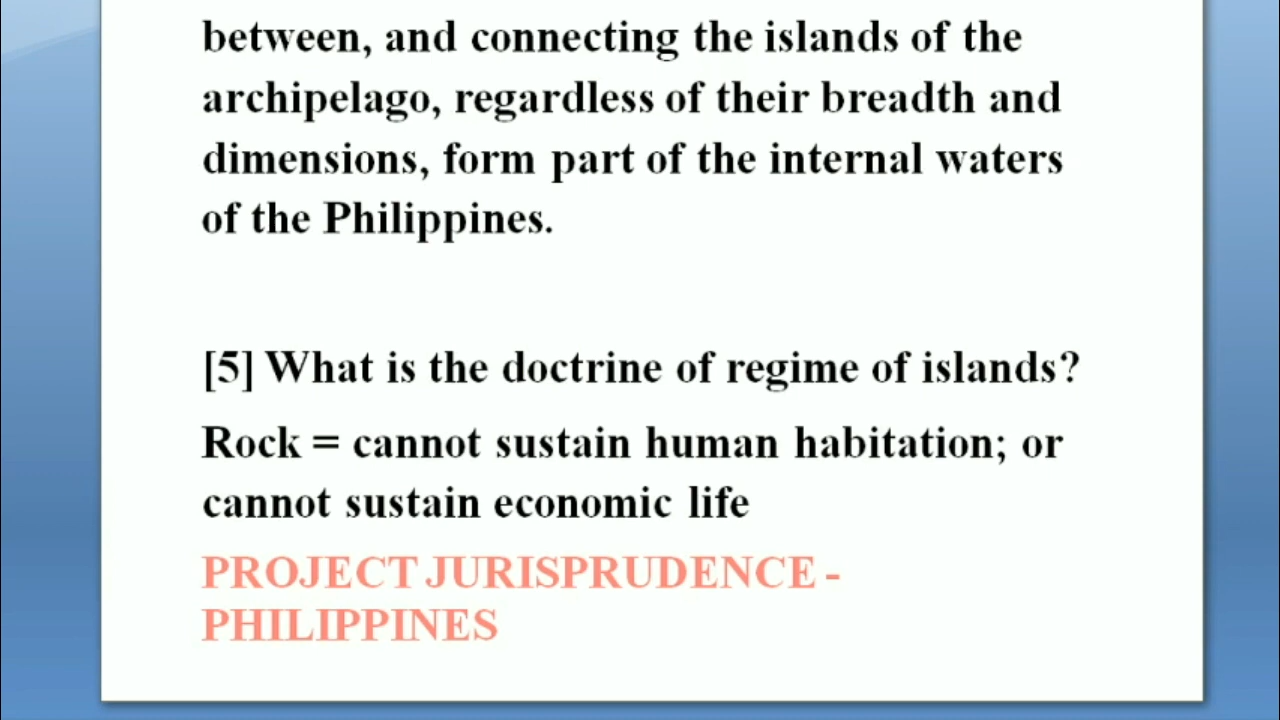 between, and connecting the islands of the
archipelago, regardless of their breadth and
dimensions, form part of the internal waters
of the Philippines.
[5] What is the doctrine of regime of islands?
Rock = cannot sustain human habitation; or
cannot sustain economic life
PROJECT JURISPRUDENCE -
PHILIPPINES